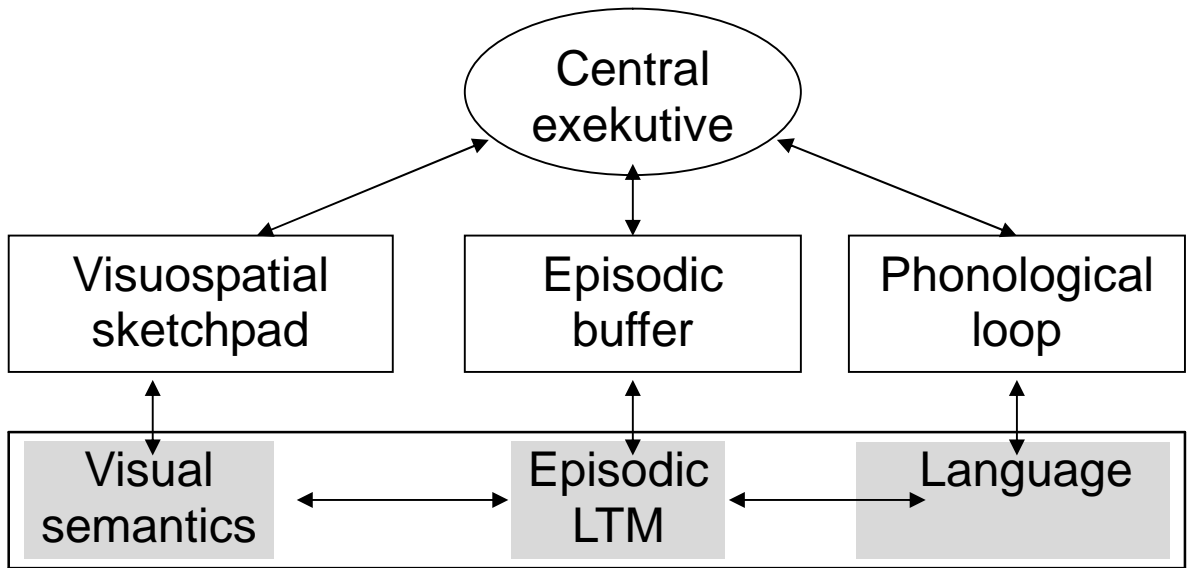 Central
exekutive
Visuospatial
sketchpad
Episodic
buffer
Phonological
loop
Visual
semantics
Episodic
LTM
Language